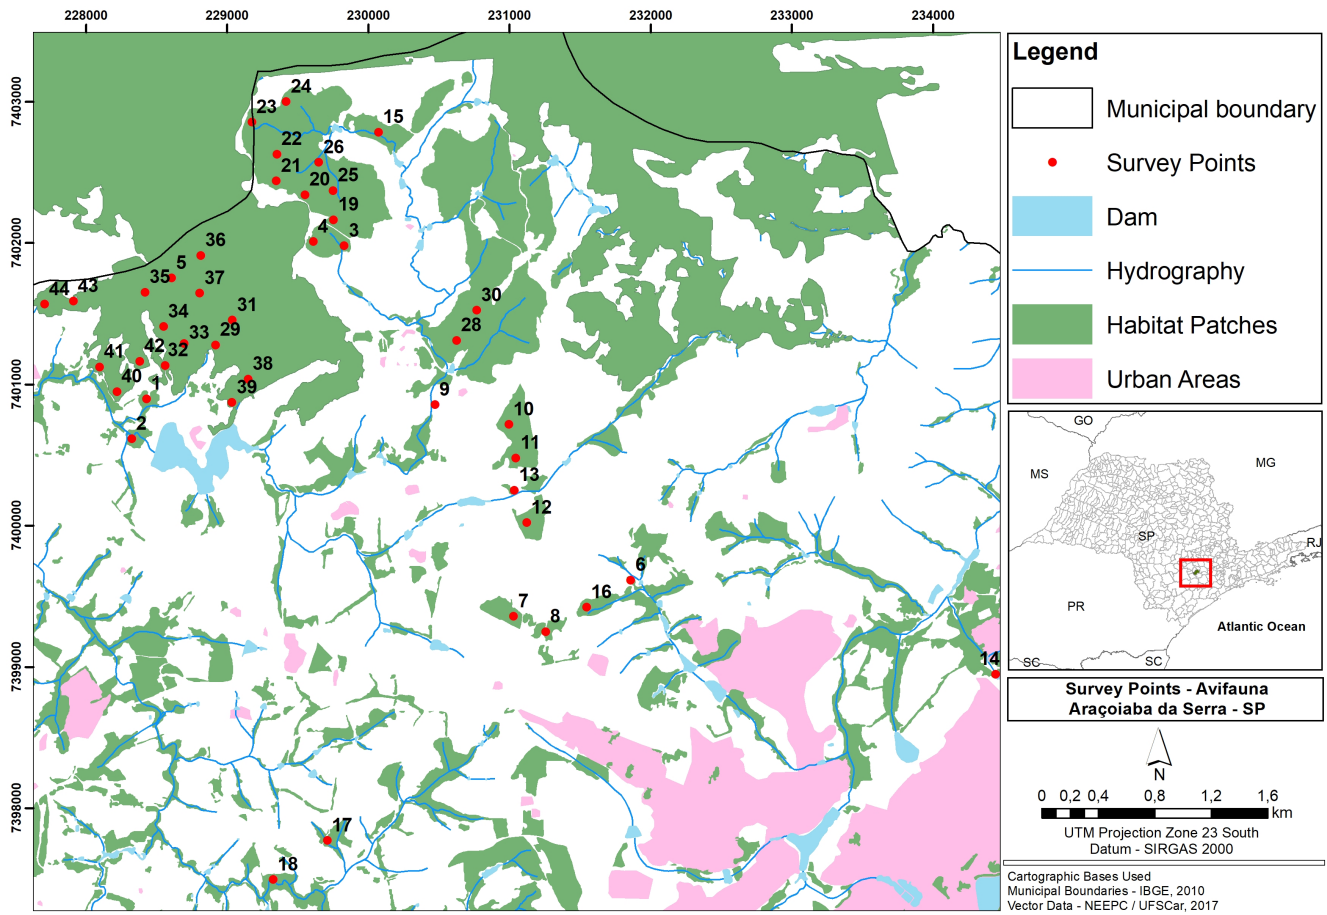 228000 229000 230000 231000 232000 233000 234000
7403000
7402000
7401000
7400000
7399000
7398000
24
23
15
22
26
21
20
25
19
4
3
36
5
35
37
44
43
34
31
30
33
29
28
41
42
32
38
40
1
39
9
2
10
11
13
12
6
16
7
8
14
17
18
Legend
Municipal boundary
Survey Points
Dam
Hydrography
Habitat Patches
Urban Areas
GO
MS
MG
SP
RJ
PR
Atlantic Ocean
SC
SC
Survey Points - Avifauna
Araçoiaba da Serra - SP
N
0 0,2 0,4 0,8 1,2 1,6
km
UTM Projection Zone 23 South
Datum - SIRGAS 2000
Cartographic Bases Used
Municipal Boundaries - IBGE, 2010
Vector Data - NEEPC / UFSCar, 2017